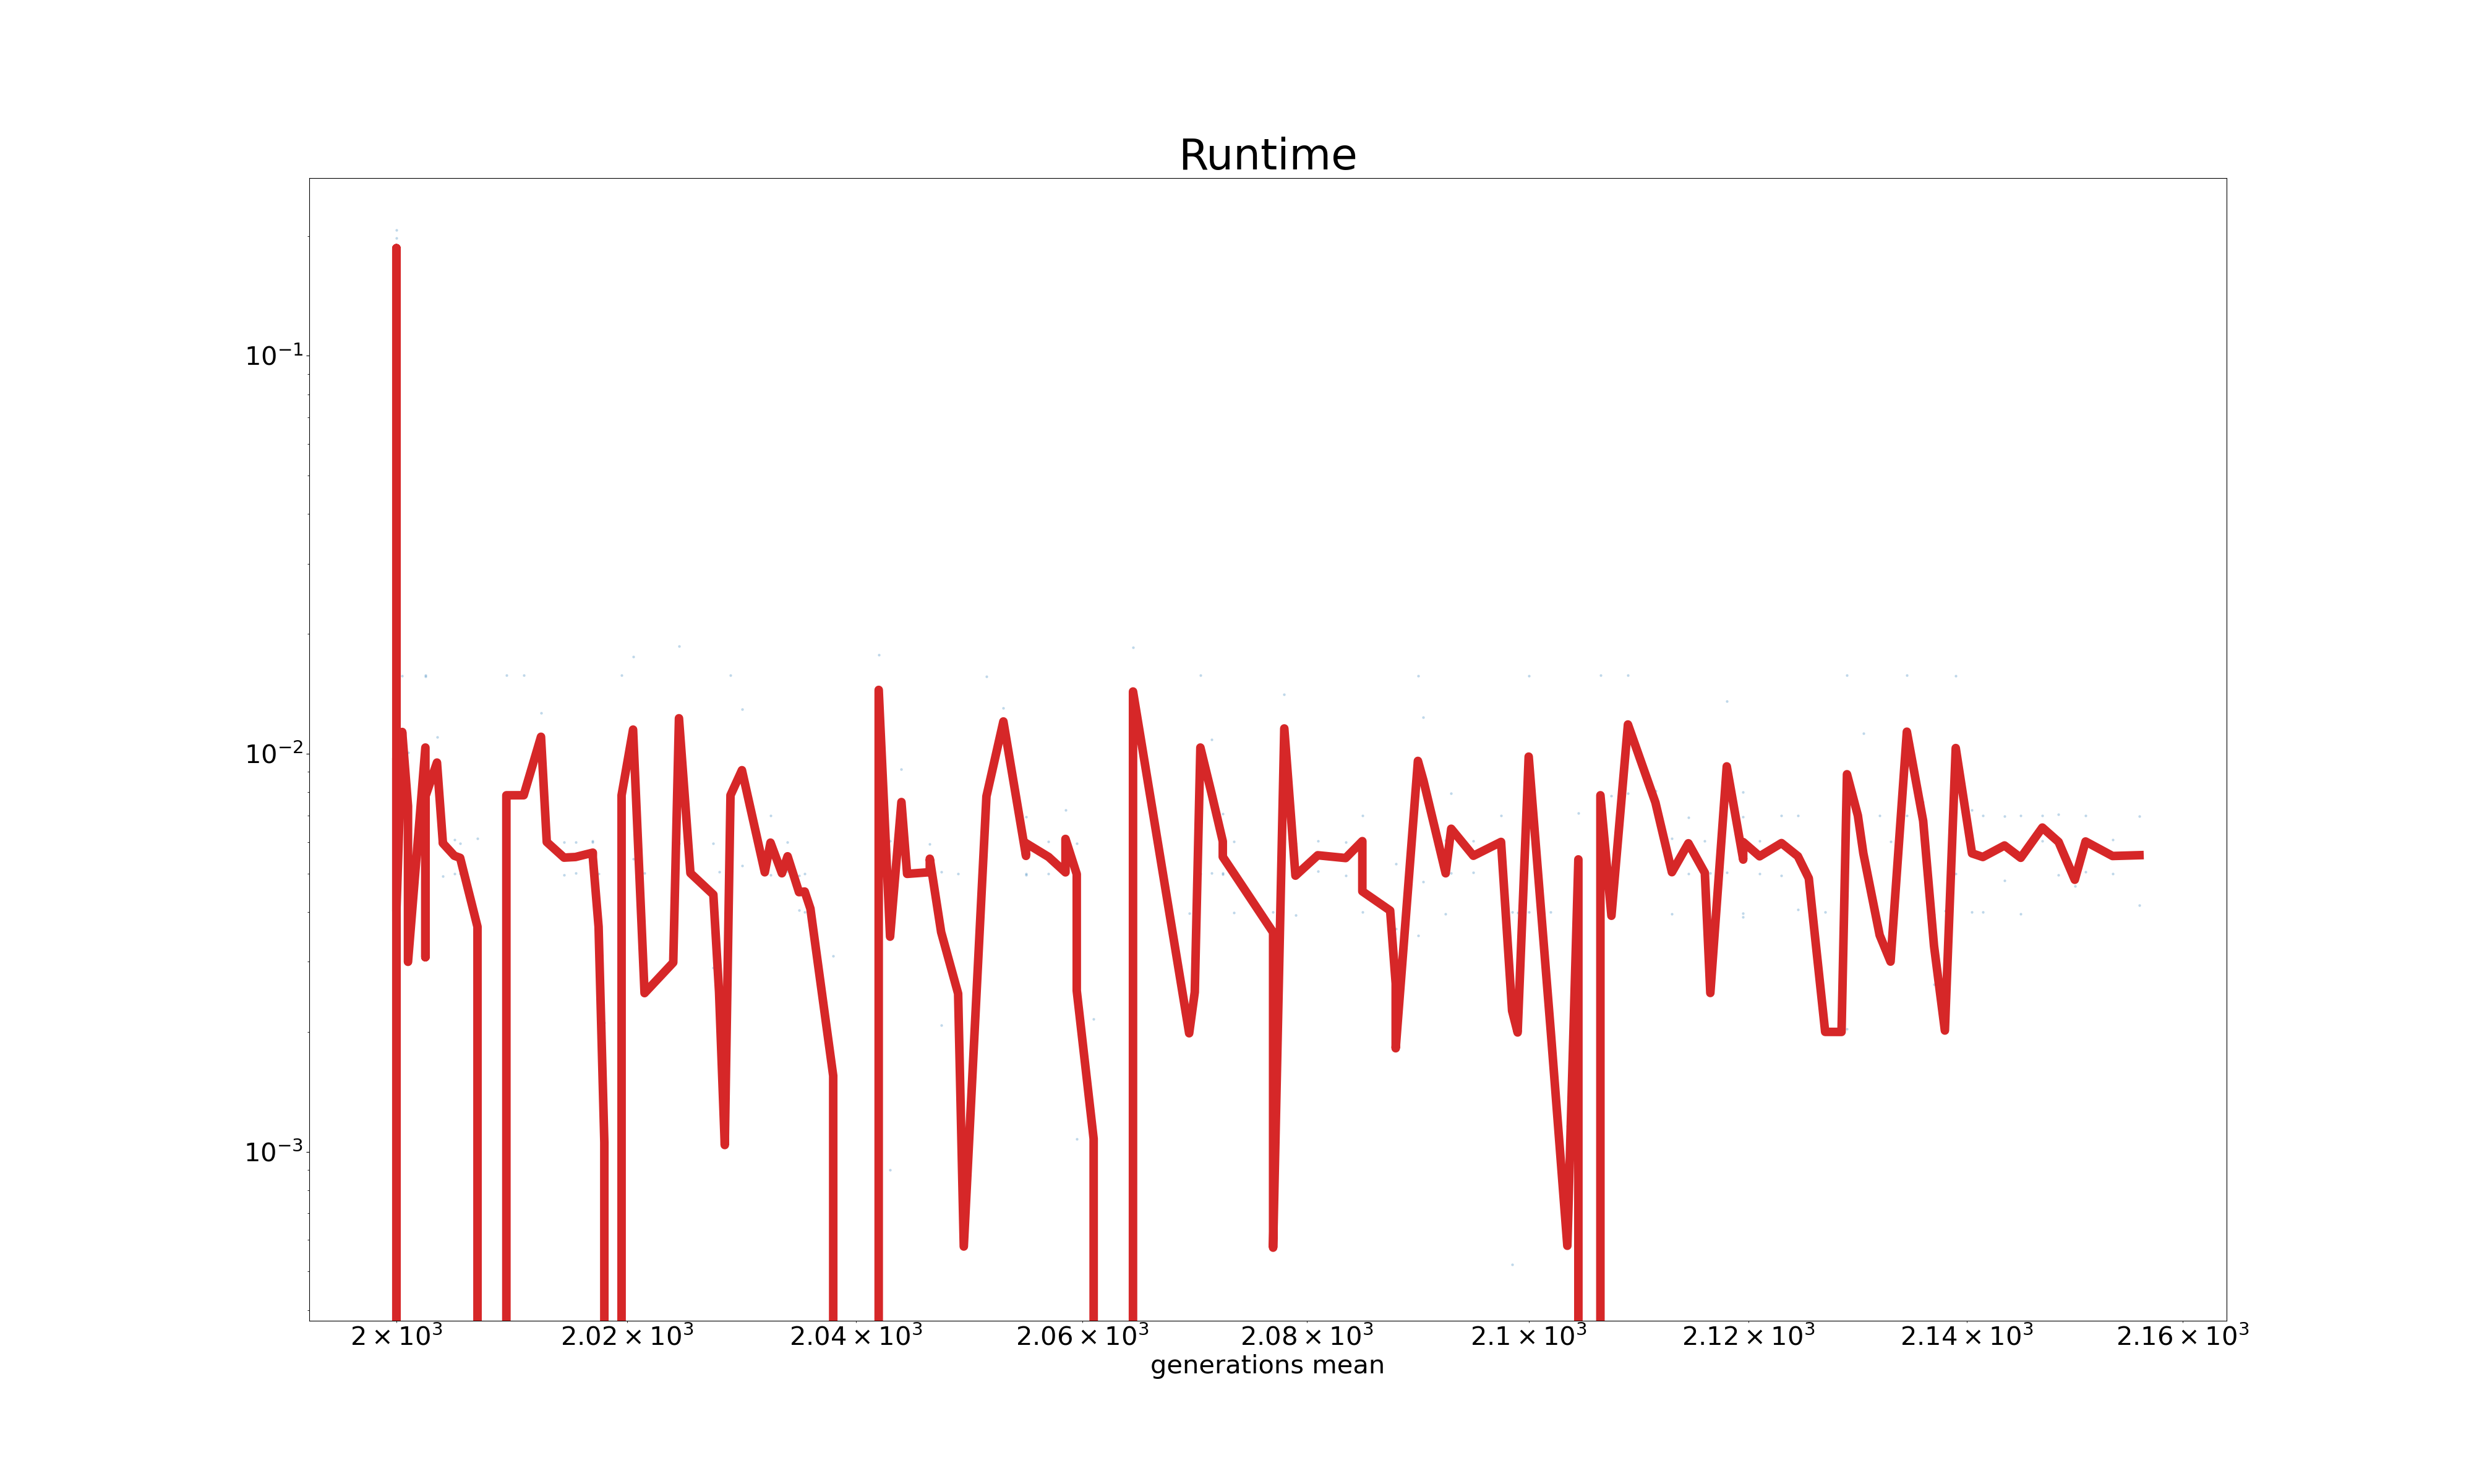 Runtime
10⁻¹
10⁻²
10⁻³
2 × 10³ 2.02 × 10³ 2.04 × 10³ 2.06 × 10³ 2.08 × 10³ 2.1 × 10³ 2.12 × 10³ 2.14 × 10³ 2.16 × 10³
generations mean